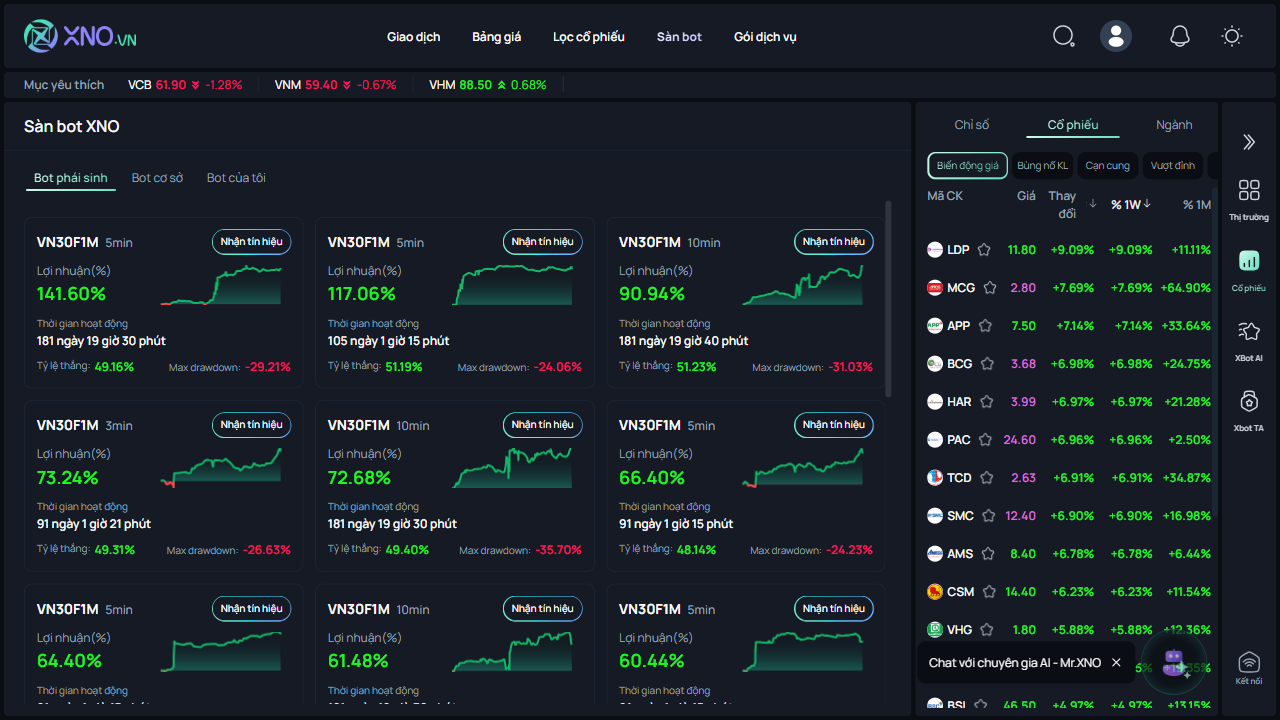 XNO.VN
Giao dịch Bảng giá Lọc cổ phiếu Sàn bot Gói dịch vụ
Mục yêu thích VCB 61.90 -1.28% VNM 59.40 -0.67% VHM 88.50 0.68%
Sàn bot XNO
Bot phái sinh Bot cơ sở Bot của tôi
VN30F1M 5min Nhận tín hiệu
Lợi nhuận(%)
141.60%
Thời gian hoạt động
181 ngày 19 giờ 30 phút
Tỷ lệ thắng: 49.16% Max drawdown: -29.21%
VN30F1M 5min Nhận tín hiệu
Lợi nhuận(%)
117.06%
Thời gian hoạt động
105 ngày 1 giờ 15 phút
Tỷ lệ thắng: 51.19% Max drawdown: -24.06%
VN30F1M 10min Nhận tín hiệu
Lợi nhuận(%)
90.94%
Thời gian hoạt động
181 ngày 19 giờ 40 phút
Tỷ lệ thắng: 51.23% Max drawdown: -31.03%
VN30F1M 3min Nhận tín hiệu
Lợi nhuận(%)
73.24%
Thời gian hoạt động
91 ngày 1 giờ 21 phút
Tỷ lệ thắng: 49.31% Max drawdown: -26.63%
VN30F1M 10min Nhận tín hiệu
Lợi nhuận(%)
72.68%
Thời gian hoạt động
181 ngày 19 giờ 30 phút
Tỷ lệ thắng: 49.40% Max drawdown: -35.70%
VN30F1M 5min Nhận tín hiệu
Lợi nhuận(%)
66.40%
Thời gian hoạt động
91 ngày 1 giờ 15 phút
Tỷ lệ thắng: 48.14% Max drawdown: -24.23%
VN30F1M 5min Nhận tín hiệu
Lợi nhuận(%)
64.40%
Thời gian hoạt động
VN30F1M 10min Nhận tín hiệu
Lợi nhuận(%)
61.48%
Thời gian hoạt động
VN30F1M 5min Nhận tín hiệu
Lợi nhuận(%)
60.44%
Thời gian hoạt động
Chỉ số Cổ phiếu Ngành
Biến động giá Bùng nổ KL Cạn cung Vượt đỉnh
Mã CK Giá Thay đổi % 1W % 1M
LDP 11.80 +9.09% +9.09% +11.11%
MCG 2.80 +7.69% +7.69% +64.90%
APP 7.50 +7.14% +7.14% +33.64%
BCG 3.68 +6.98% +6.98% +24.75%
HAR 3.99 +6.97% +6.97% +21.28%
PAC 24.60 +6.96% +6.96% +2.50%
TCD 2.63 +6.91% +6.91% +34.87%
SMC 12.40 +6.90% +6.90% +16.98%
AMS 8.40 +6.78% +6.78% +6.44%
CSM 14.40 +6.23% +6.23% +11.54%
VHG 1.80 +5.88% +5.88% +12.36%
Chat với chuyên gia AI - Mr.XNO
BSL 46.50 +4.97% +4.97% +13.15%
Thị trường
Cổ phiếu
XBot AI
Xbot TA
Kết nối